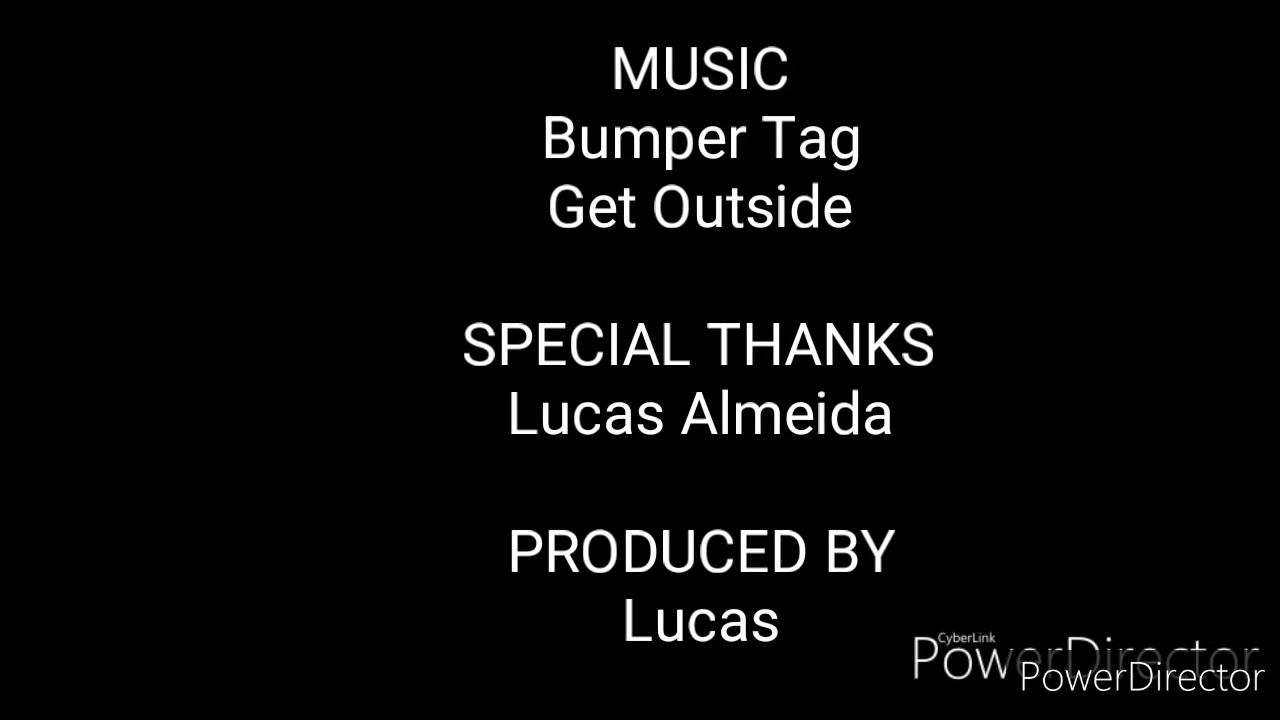 MUSIC
Bumper Tag
Get Outside
SPECIAL THANKS
Lucas Almeida
PRODUCED BY
Lucas
CyberLink
PowerDirector
PowerDirector